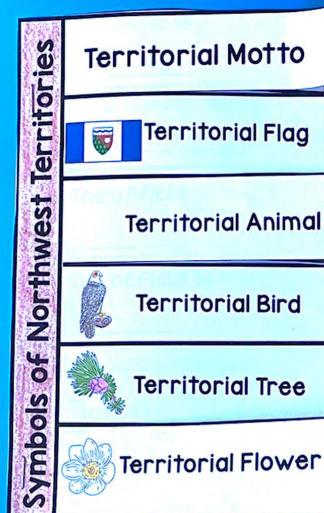 Symbols of Northwest Territories
Territorial Motto
Territorial Flag
Territorial Animal
Territorial Bird
Territorial Tree
Territorial Flower